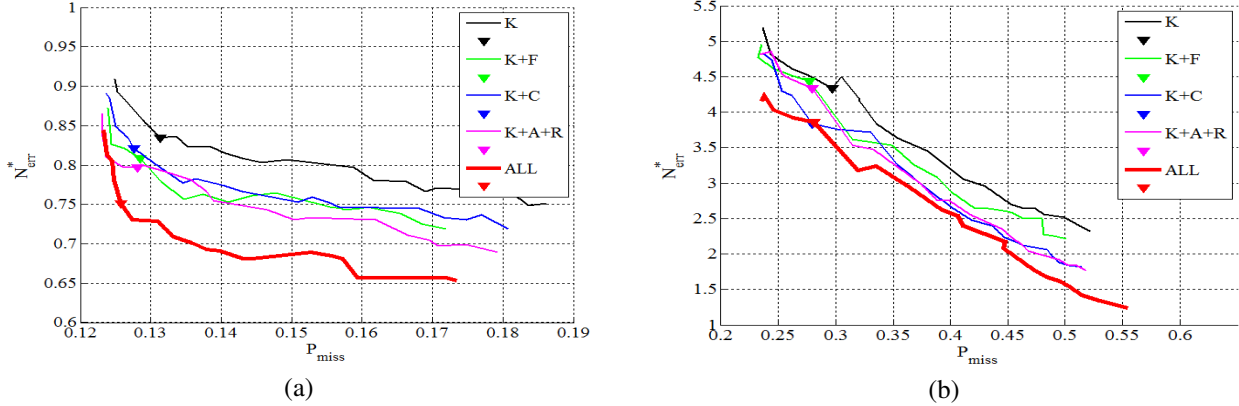 1
0.95
0.9
0.85
0.8
0.75
0.7
0.65
0.6
N*err
0.12 0.13 0.14 0.15 0.16 0.17 0.18 0.19
Pmiss
K
K+F
K+C
K+A+R
ALL
(a)
5.5
5
4.5
4
3.5
3
2.5
2
1.5
1
N*err
0.2 0.25 0.3 0.35 0.4 0.45 0.5 0.55 0.6
Pmiss
K
K+F
K+C
K+A+R
ALL
(b)